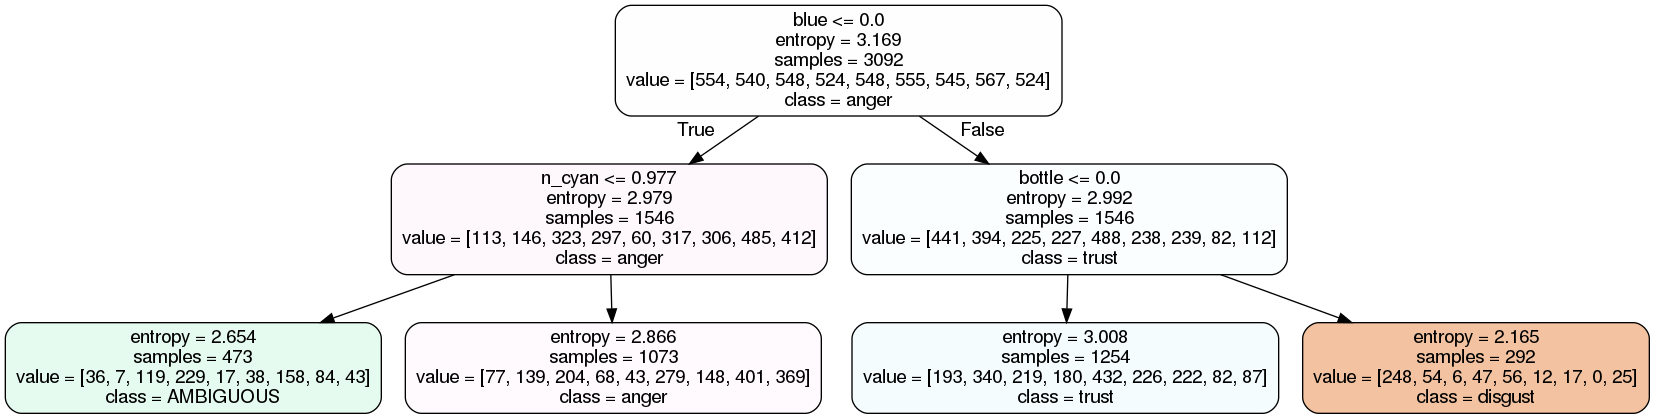 blue <= 0.0
entropy = 3.169
samples = 3092
value = [554, 540, 548, 524, 548, 555, 545, 567, 524]
class = anger
True
False
n_cyan <= 0.977
entropy = 2.979
samples = 1546
value = [113, 146, 323, 297, 60, 317, 306, 485, 412]
class = anger
bottle <= 0.0
entropy = 2.992
samples = 1546
value = [441, 394, 225, 227, 488, 238, 239, 82, 112]
class = trust
entropy = 2.654
samples = 473
value = [36, 7, 119, 229, 17, 38, 158, 84, 43]
class = AMBIGUOUS
entropy = 2.866
samples = 1073
value = [77, 139, 204, 68, 43, 279, 148, 401, 369]
class = anger
entropy = 3.008
samples = 1254
value = [193, 340, 219, 180, 432, 226, 222, 82, 87]
class = trust
entropy = 2.165
samples = 292
value = [248, 54, 6, 47, 56, 12, 17, 0, 25]
class = disgust